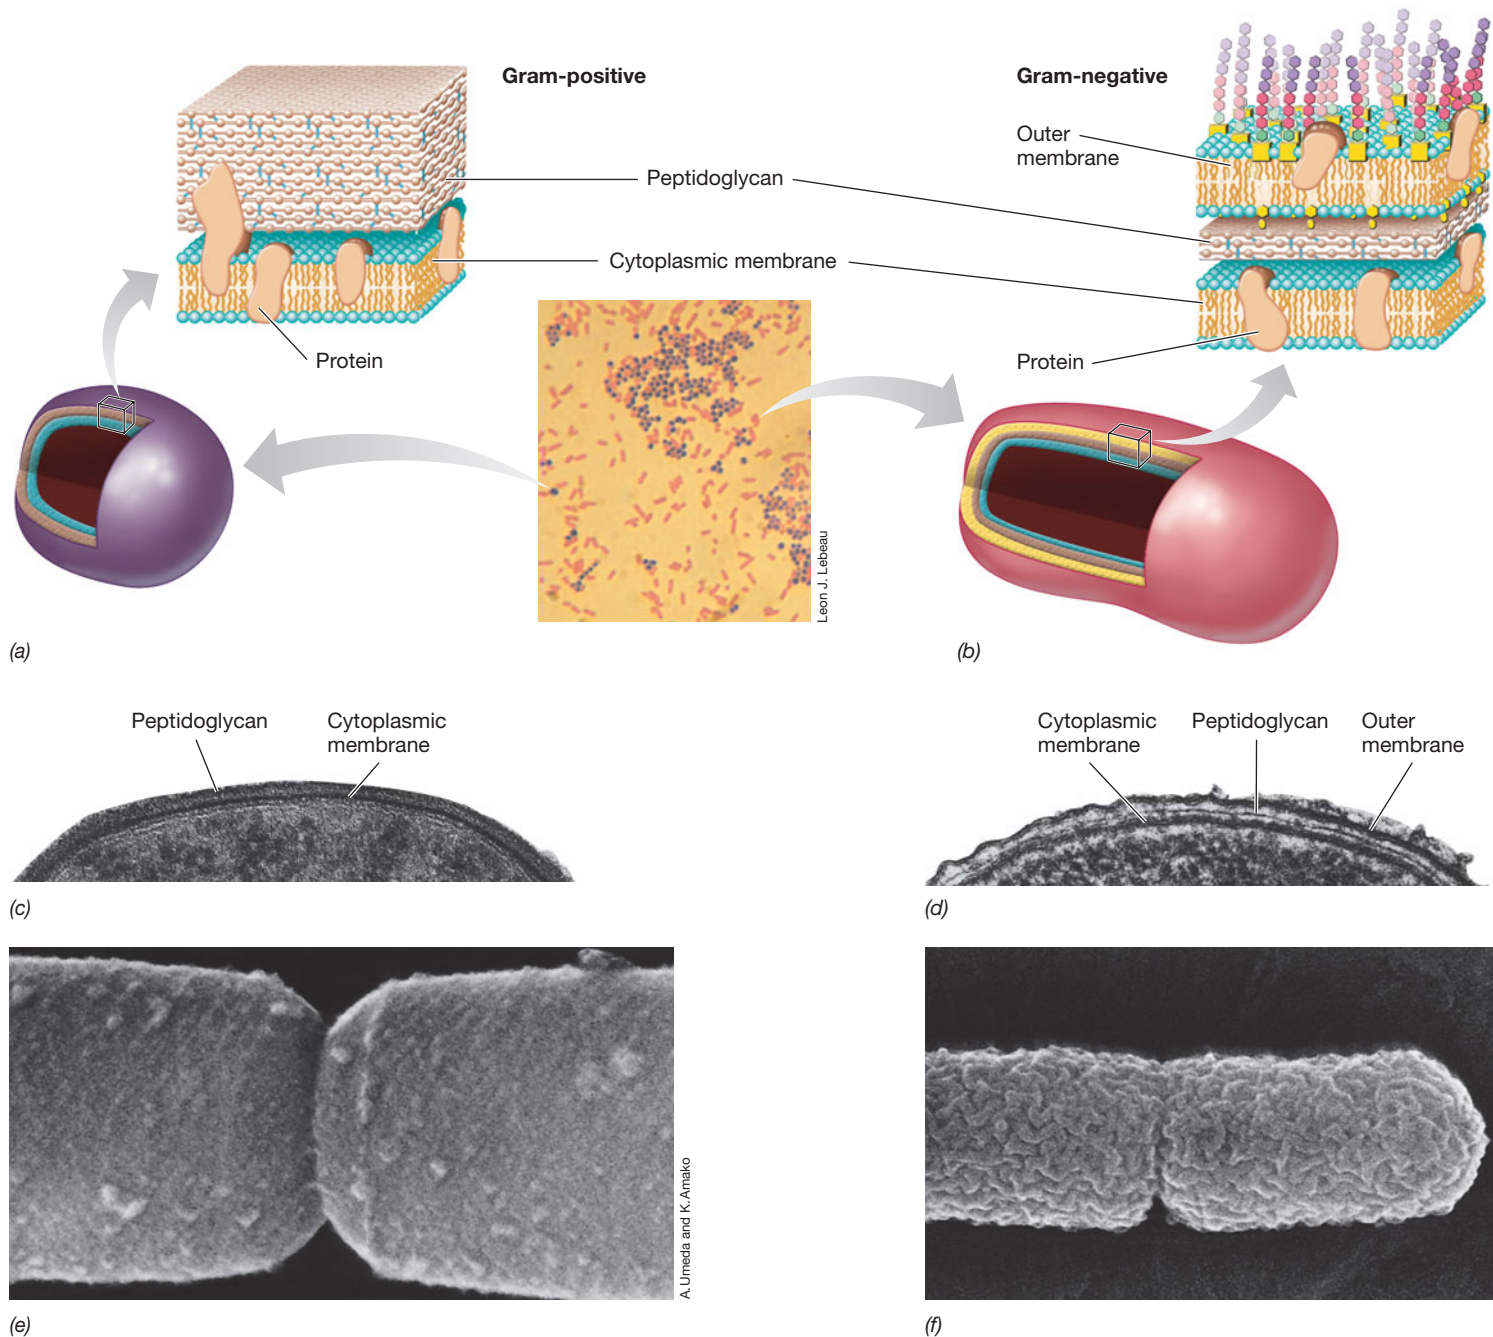 Gram-positive
Gram-negative
Outer
membrane
Peptidoglycan
Cytoplasmic membrane
Protein
Protein
Leon J. Lebeau
(a)
(b)
Peptidoglycan
Cytoplasmic
membrane
Cytoplasmic
membrane
Peptidoglycan
Outer
membrane
(c)
(d)
A. Umeda and K. Amako
(e)
(f)